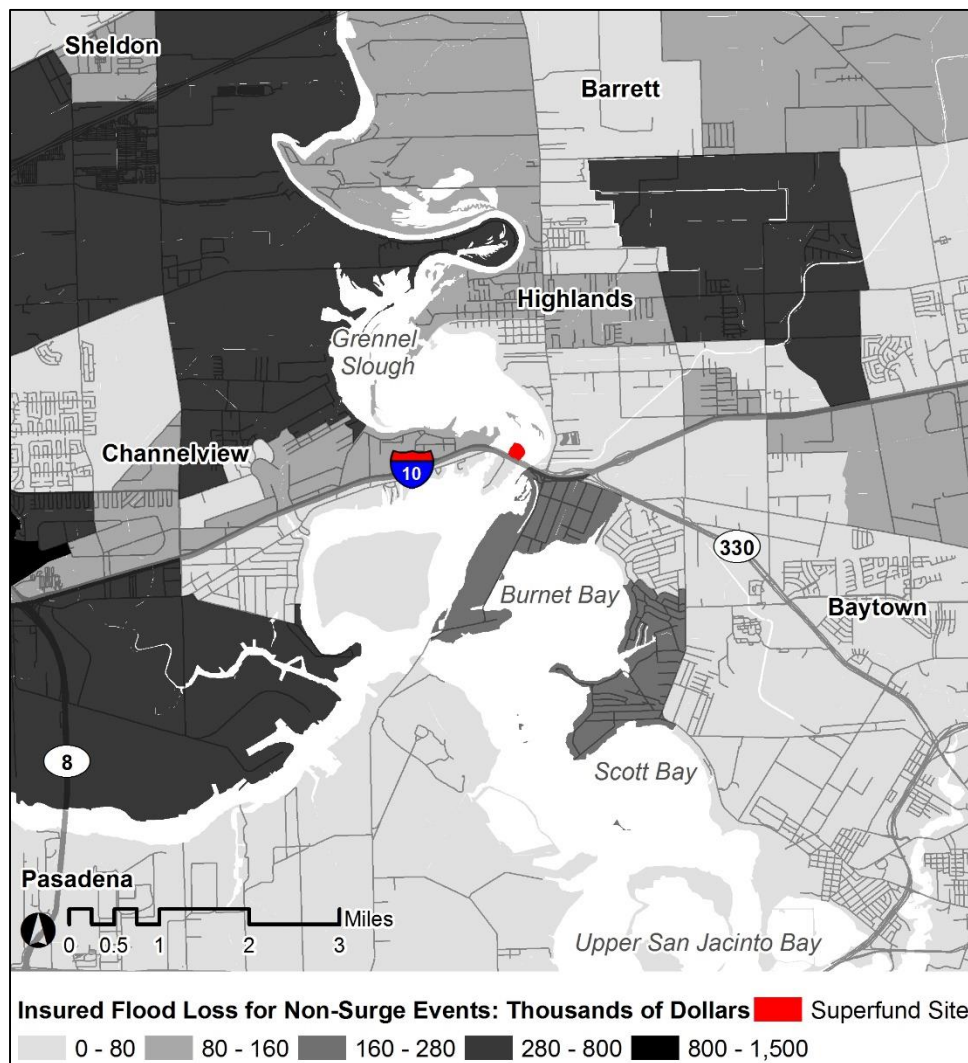 Sheldon
Barrett
Highlands
Grennel
Slough
Channelview
10
330
Burnet Bay
Baytown
8
Scott Bay
Pasadena
Miles
0 0.5 1 2 3
Upper San Jacinto Bay
Insured Flood Loss for Non-Surge Events: Thousands of Dollars Superfund Site
0 - 80 80 - 160 160 - 280 280 - 800 800 - 1,500